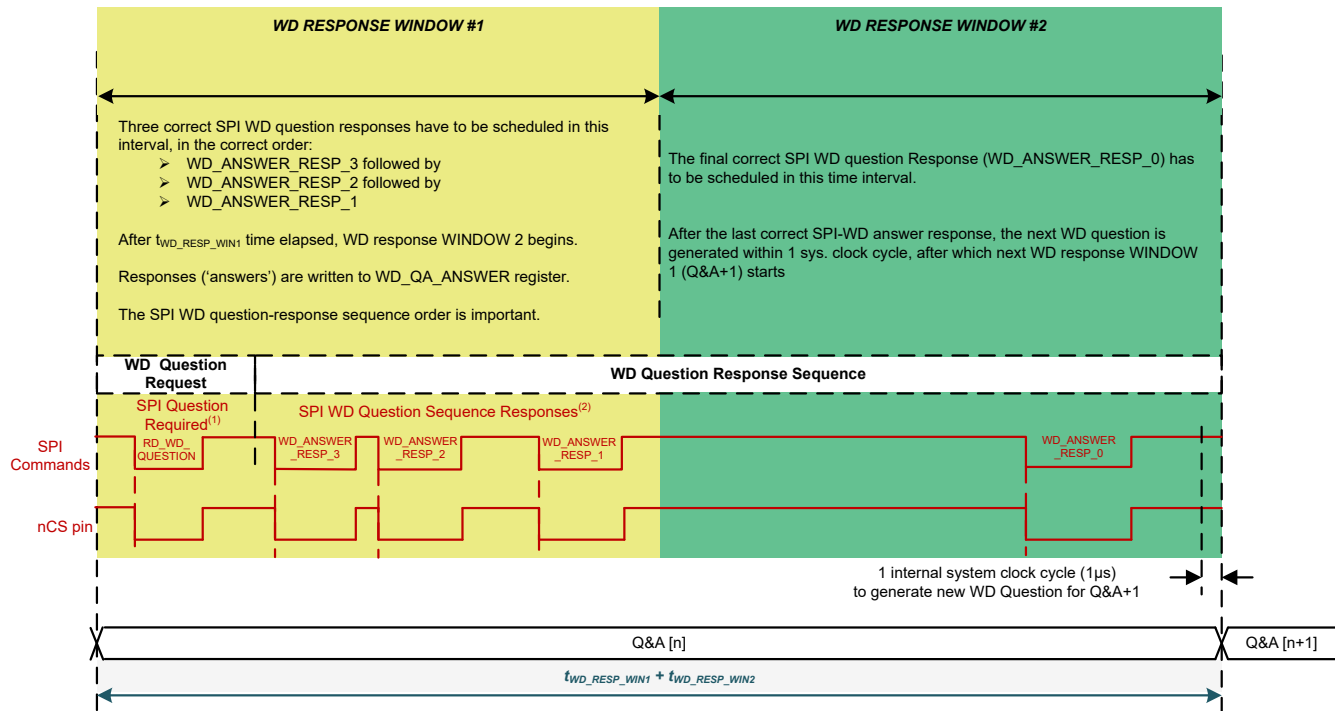 WD RESPONSE WINDOW #1
WD RESPONSE WINDOW #2
Three correct SPI WD question responses have to be scheduled in this
interval, in the correct order:
➢ WD_ANSWER_RESP_3 followed by
➢ WD_ANSWER_RESP_2 followed by
➢ WD_ANSWER_RESP_1
After tWD_RESP_WIN1 time elapsed, WD response WINDOW 2 begins.
Responses (‘answers’) are written to WD_QA_ANSWER register.
The SPI WD question-response sequence order is important.
The final correct SPI WD question Response (WD_ANSWER_RESP_0) has
to be scheduled in this time interval.
After the last correct SPI-WD answer response, the next WD question is
generated within 1 sys. clock cycle, after which next WD response WINDOW
1 (Q&A+1) starts
WD Question
Request
WD Question Response Sequence
SPI Question
Required(1)
SPI WD Question Sequence Responses(2)
SPI
Commands
RD_WD_
QUESTION
WD_ANSWER
_RESP_3
WD_ANSWER
_RESP_2
WD_ANSWER
_RESP_1
WD_ANSWER
_RESP_0
nCS pin
1 internal system clock cycle (1µs)
to generate new WD Question for Q&A+1
Q&A [n]
Q&A [n+1]
tWD_RESP_WIN1 + tWD_RESP_WIN2